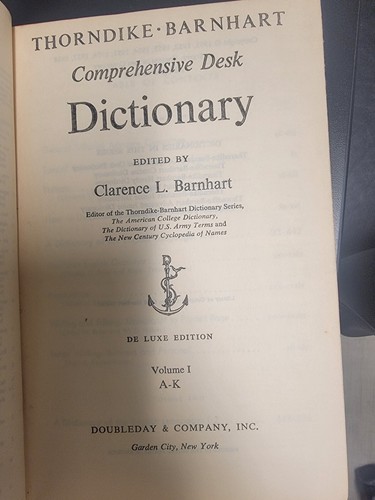 THORNDIKE·BARNHART
Comprehensive Desk
Dictionary
EDITED BY
Clarence L. Barnhart
Editor of the Thorndike-Barnhart Dictionary Series,
The American College Dictionary,
The Dictionary of U.S. Army Terms and
The New Century Cyclopedia of Names
D
DE LUXE EDITION
Volume I
A-K
DOUBLEDAY & COMPANY, INC.
Garden City, New York